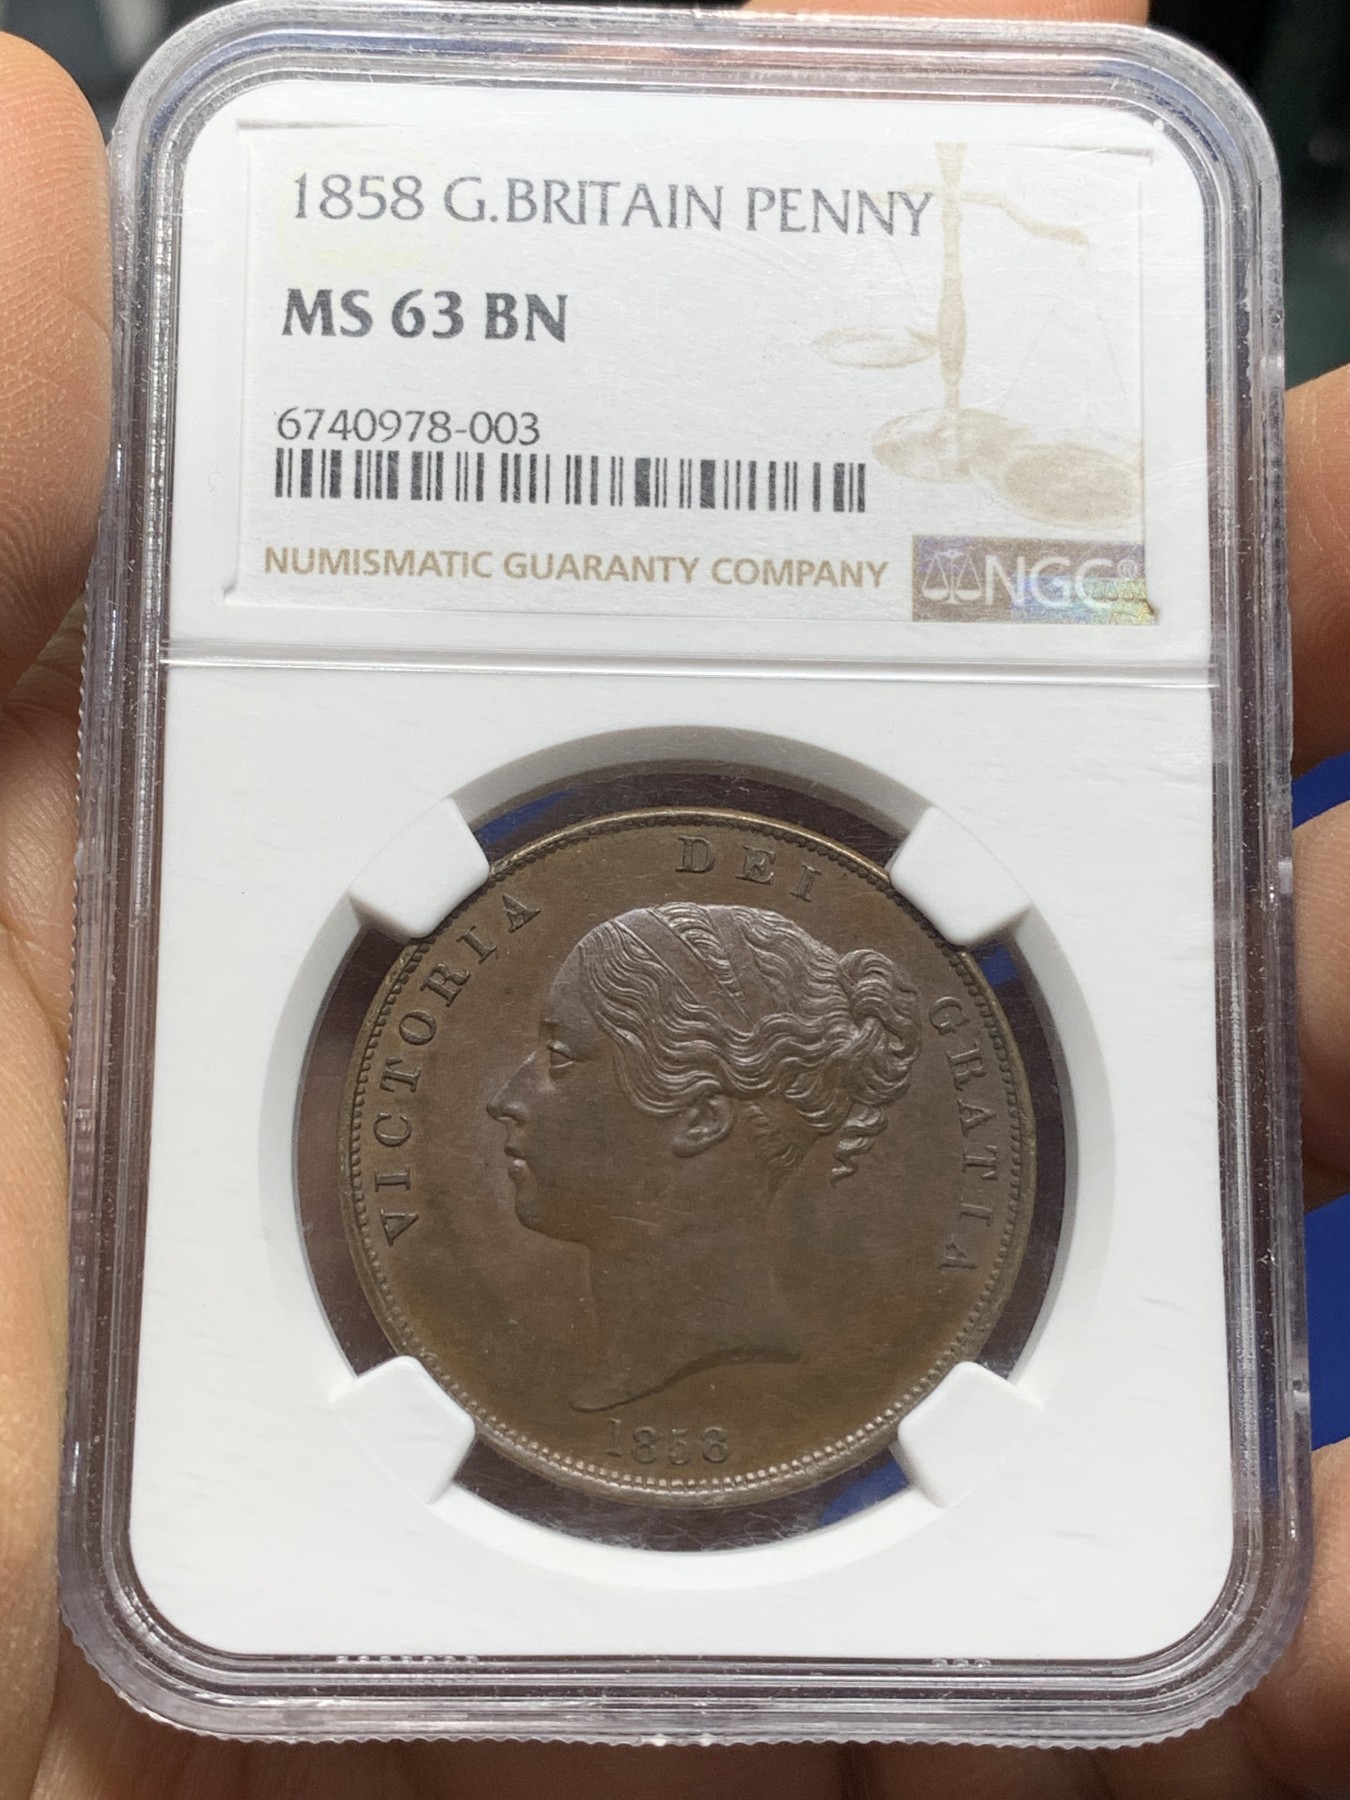 1858 G.BRITAIN PENNY
MS 63 BN
6740978-003
NUMISMATIC GUARANTY COMPANY
NGC®
VICTORIA DEI GRATIA
1858